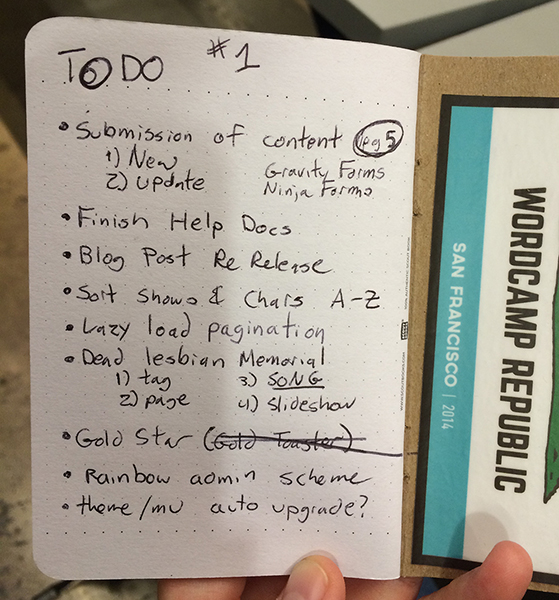 TO DO #1
• Submission of content (pg 5)
1) New Gravity Forms
2) update Ninja Forms
• Finish Help Docs
• Blog Post Re Release
• Sort Shows & Chars A-Z
• Lazy load pagination
• Dead lesbian Memorial
1) tag 3.) SONG
2) page 4) Slideshow
• Gold Star (Gold Toaster)
• Rainbow admin scheme
• theme/mu auto upgrade?
WORDCAMP REPUBLIC
SAN FRANCISCO | 2014